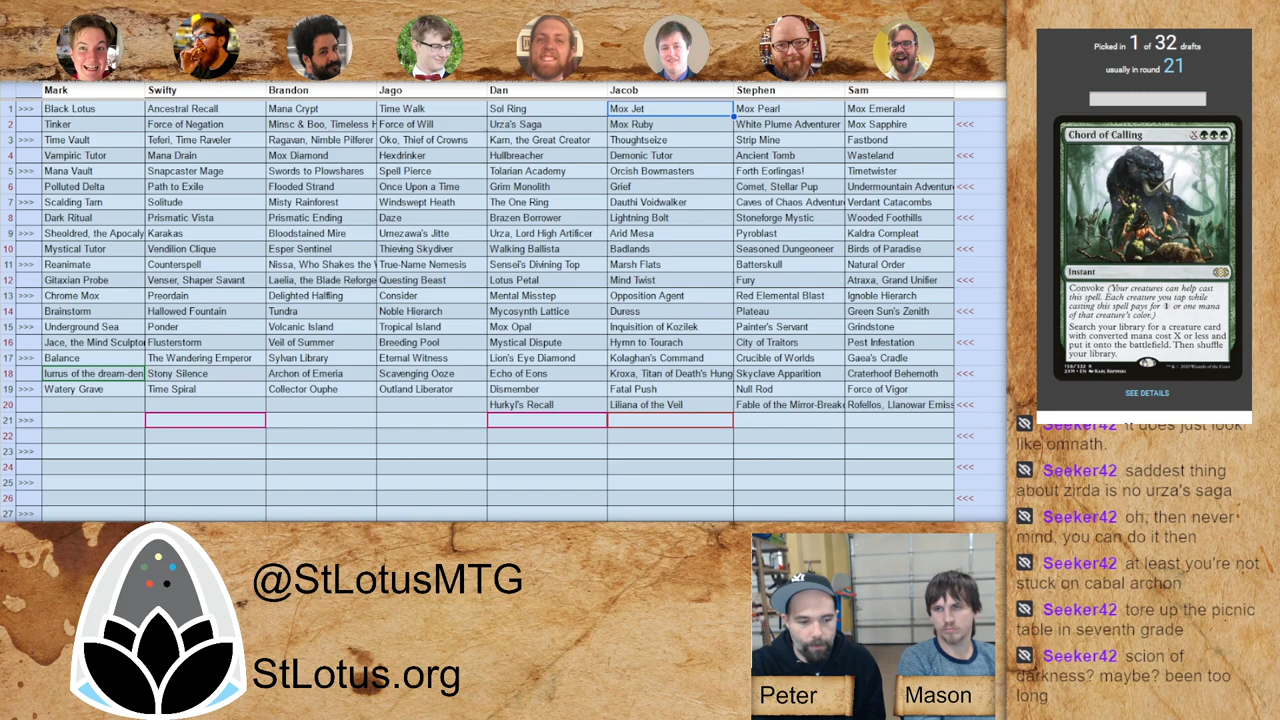 Mark Swifty Brandon Jago Dan Jacob Stephen Sam
1 >>> Black Lotus Ancestral Recall Mana Crypt Time Walk Sol Ring Mox Jet Mox Pearl Mox Emerald
2 Tinker Force of Negation Minsc & Boo, Timeless H Force of Will Urza's Saga Mox Ruby White Plume Adventurer Mox Sapphire <<<
3 >>> Time Vault Teferi, Time Raveler Ragavan, Nimble Pilferer Oko, Thief of Crowns Karn, the Great Creator Thoughtseize Strip Mine Fastbond
4 Vampiric Tutor Mana Drain Mox Diamond Hexdrinker Hullbreacher Demonic Tutor Ancient Tomb Wasteland <<<
5 >>> Mana Vault Snapcaster Mage Swords to Plowshares Spell Pierce Tolarian Academy Orcish Bowmasters Forth Eorlingas! Timetwister
6 Polluted Delta Path to Exile Flooded Strand Once Upon a Time Grim Monolith Grief Comet, Stellar Pup Undermountain Adventure <<<
7 >>> Scalding Tarn Solitude Misty Rainforest Windswept Heath The One Ring Dauthi Voidwalker Caves of Chaos Adventur Verdant Catacombs
8 Dark Ritual Prismatic Vista Prismatic Ending Daze Brazen Borrower Lightning Bolt Stoneforge Mystic Wooded Foothills <<<
9 >>> Sheoldred, the Apocaly Karakas Bloodstained Mire Umezawa's Jitte Urza, Lord High Artificer Arid Mesa Pyroblast Kaldra Compleat
10 Mystical Tutor Vendilion Clique Esper Sentinel Thieving Skydiver Walking Ballista Badlands Seasoned Dungeoneer Birds of Paradise <<<
11 >>> Reanimate Counterspell Nissa, Who Shakes the W True-Name Nemesis Sensei's Divining Top Marsh Flats Batterskull Natural Order
12 Gitaxian Probe Venser, Shaper Savant Laelia, the Blade Reforge Questing Beast Lotus Petal Mind Twist Fury Atraxa, Grand Unifier <<<
13 >>> Chrome Mox Preordain Delighted Halfling Consider Mental Misstep Opposition Agent Red Elemental Blast Ignoble Hierarch
14 Brainstorm Hallowed Fountain Tundra Noble Hierarch Mycosynth Lattice Duress Plateau Green Sun's Zenith <<<
15 >>> Underground Sea Ponder Volcanic Island Tropical Island Mox Opal Inquisition of Kozilek Painter's Servant Grindstone
16 Jace, the Mind Sculptor Flusterstorm Veil of Summer Breeding Pool Mystical Dispute Hymn to Tourach City of Traitors Pest Infestation <<<
17 >>> Balance The Wandering Emperor Sylvan Library Eternal Witness Lion's Eye Diamond Kolaghan's Command Crucible of Worlds Gaea's Cradle
18 lurrus of the dream-den Stony Silence Archon of Emeria Scavenging Ooze Echo of Eons Kroxa, Titan of Death's Hung Skyclave Apparition Craterhoof Behemoth <<<
19 >>> Watery Grave Time Spiral Collector Ouphe Outland Liberator Dismember Fatal Push Null Rod Force of Vigor
20 Hurkyl's Recall Liliana of the Veil Fable of the Mirror-Breake Rofellos, Llanowar Emiss <<<
21 >>>
22 <<<
23 >>>
24 <<<
25 >>>
26 <<<
27 >>>
@StLotusMTG
StLotus.org
Peter
Mason
Picked in 1 of 32 drafts
usually in round 21
Chord of Calling X
Instant
Convoke (Your creatures can help cast
this spell. Each creature you tap while
casting this spell pays for 1 or one mana
of that creature's color.)
Search your library for a creature card
with converted mana cost X or less and
put it onto the battlefield. Then shuffle
your library.
SEE DETAILS
Seeker42 it does just look
like omnath.
Seeker42 saddest thing
about zirda is no urza's saga
Seeker42 oh, then never
mind, you can do it then
Seeker42 at least you're not
stuck on cabal archon
Seeker42 tore up the picnic
table in seventh grade
Seeker42 scion of
darkness? maybe? been too
long